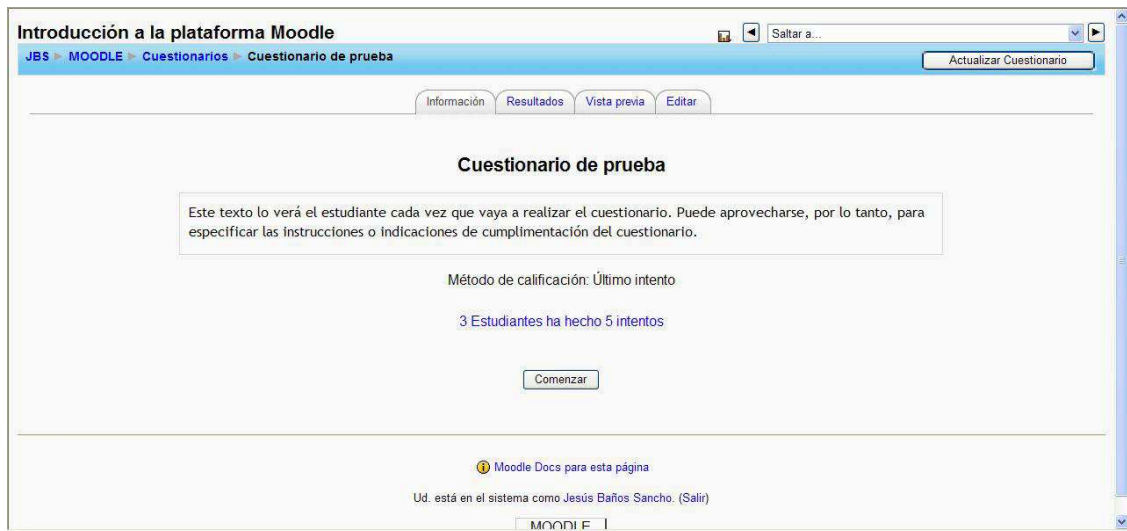 Introducción a la plataforma Moodle
Saltar a...
JBS ► MOODLE ► Cuestionarios ► Cuestionario de prueba
Actualizar Cuestionario
Información Resultados Vista previa Editar
Cuestionario de prueba
Este texto lo verá el estudiante cada vez que vaya a realizar el cuestionario. Puede aprovecharse, por lo tanto, para
especificar las instrucciones o indicaciones de cumplimentación del cuestionario.
Método de calificación: Último intento
3 Estudiantes ha hecho 5 intentos
Comenzar
Moodle Docs para esta página
Ud. está en el sistema como Jesús Baños Sancho. (Salir)
MOODLE